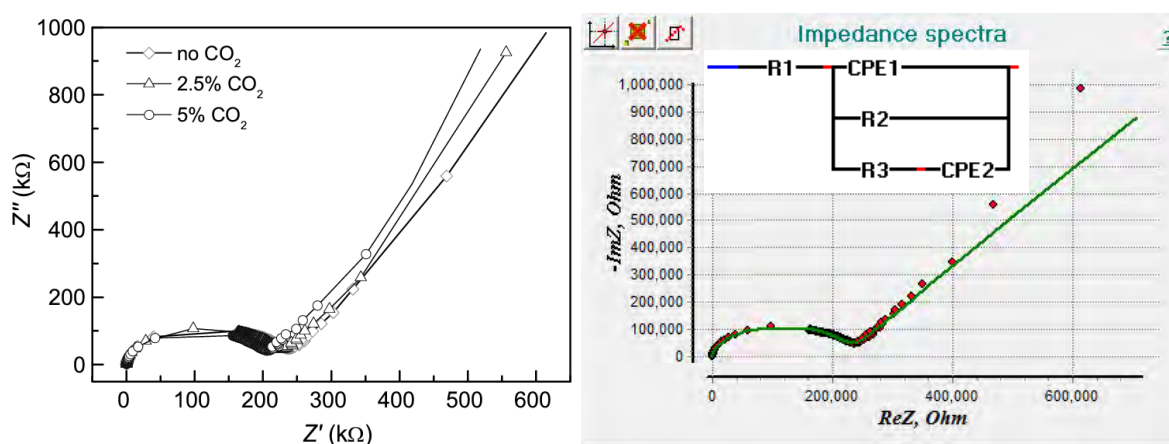 1000
800
600
400
200
0
Z″ (kΩ)
no CO₂
2.5% CO₂
5% CO₂
0 100 200 300 400 500 600
Z′ (kΩ)
Impedance spectra
?
R1
CPE1
R2
R3
CPE2
1,000,000
900,000
800,000
700,000
600,000
500,000
400,000
300,000
200,000
100,000
0
-ImZ, Ohm
0 200,000 400,000 600,000
ReZ, Ohm